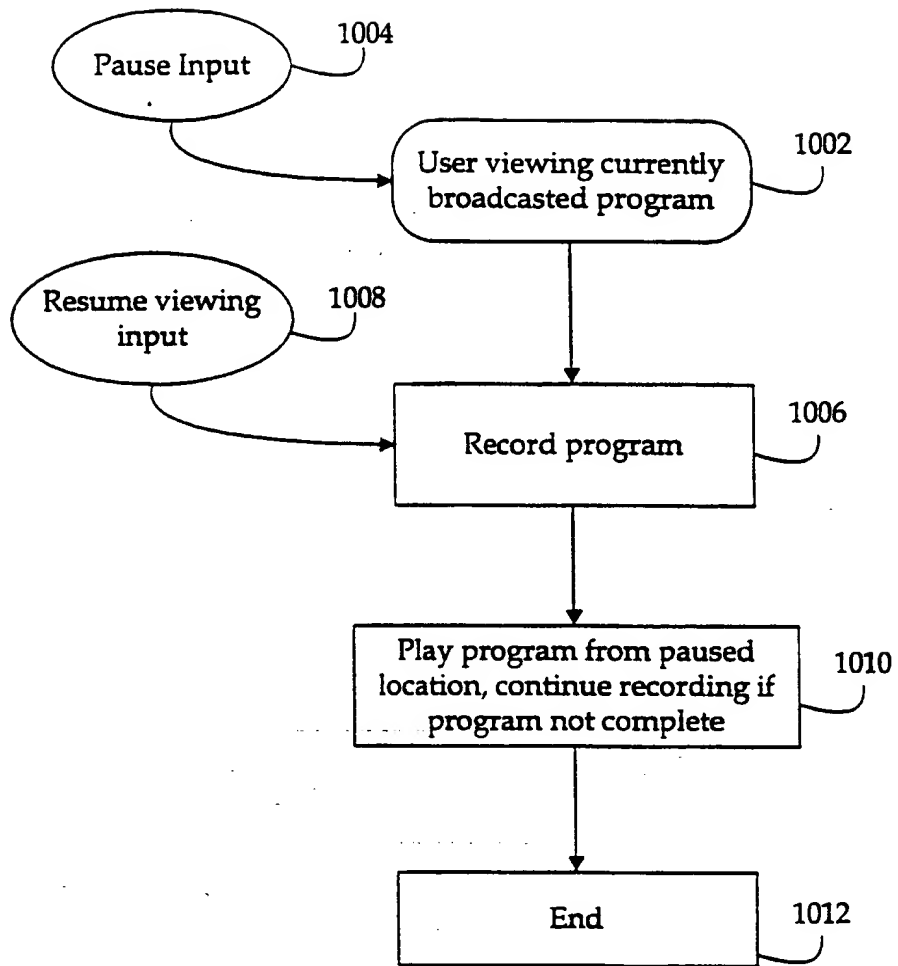 1004
Pause Input
1002
User viewing currently
broadcasted program
1008
Resume viewing
input
1006
Record program
1010
Play program from paused
location, continue recording if
program not complete
1012
End